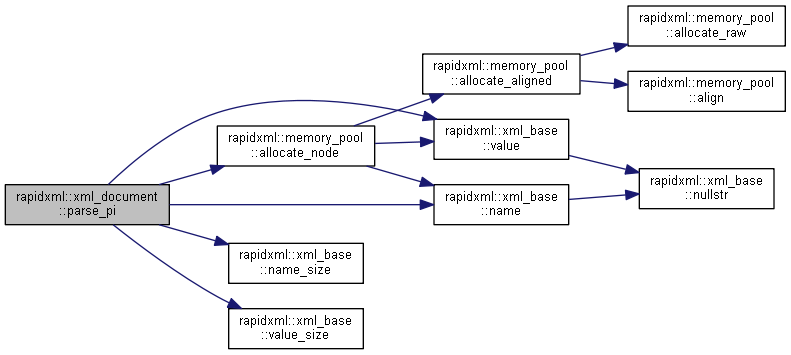 rapidxml::memory_pool
::allocate_raw
rapidxml::memory_pool
::allocate_aligned
rapidxml::memory_pool
::align
rapidxml::memory_pool
::allocate_node
rapidxml::xml_base
::value
rapidxml::xml_document
::parse_pi
rapidxml::xml_base
::name
rapidxml::xml_base
::nullstr
rapidxml::xml_base
::name_size
rapidxml::xml_base
::value_size